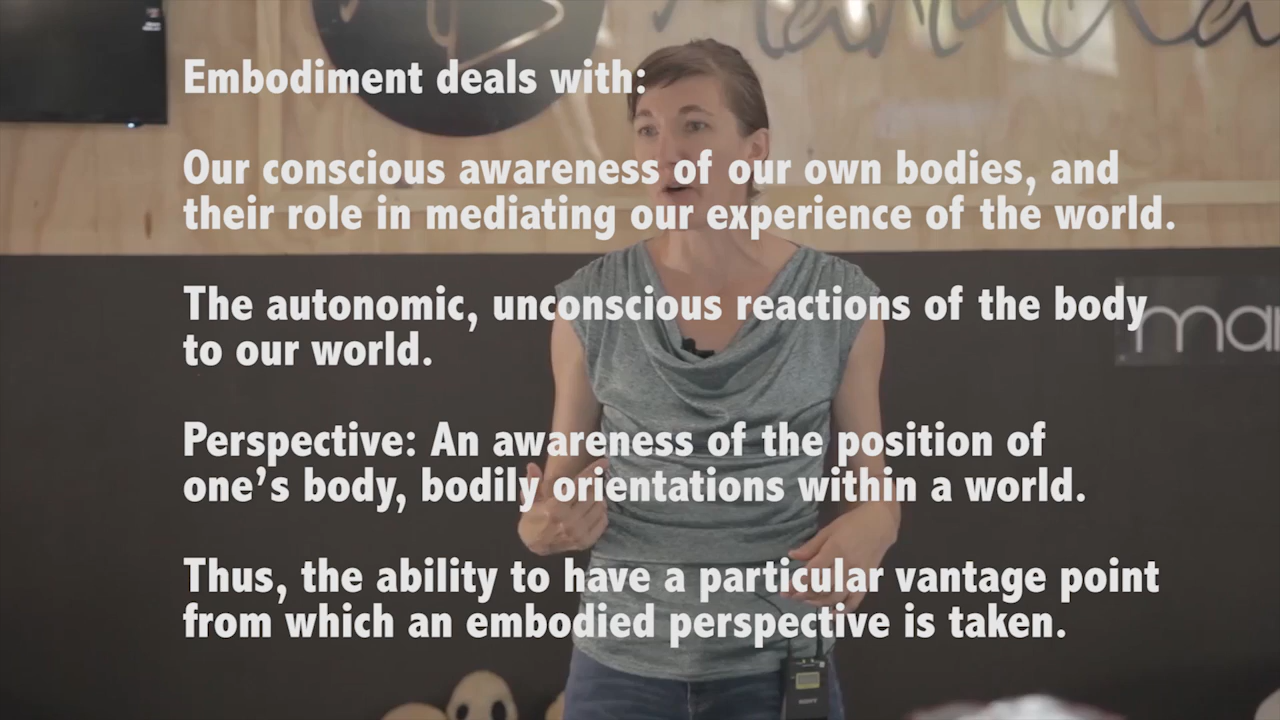 Embodiment deals with:
Our conscious awareness of our own bodies, and
their role in mediating our experience of the world.
The autonomic, unconscious reactions of the body
to our world.
Perspective: An awareness of the position of
one's body, bodily orientations within a world.
Thus, the ability to have a particular vantage point
from which an embodied perspective is taken.
SONY